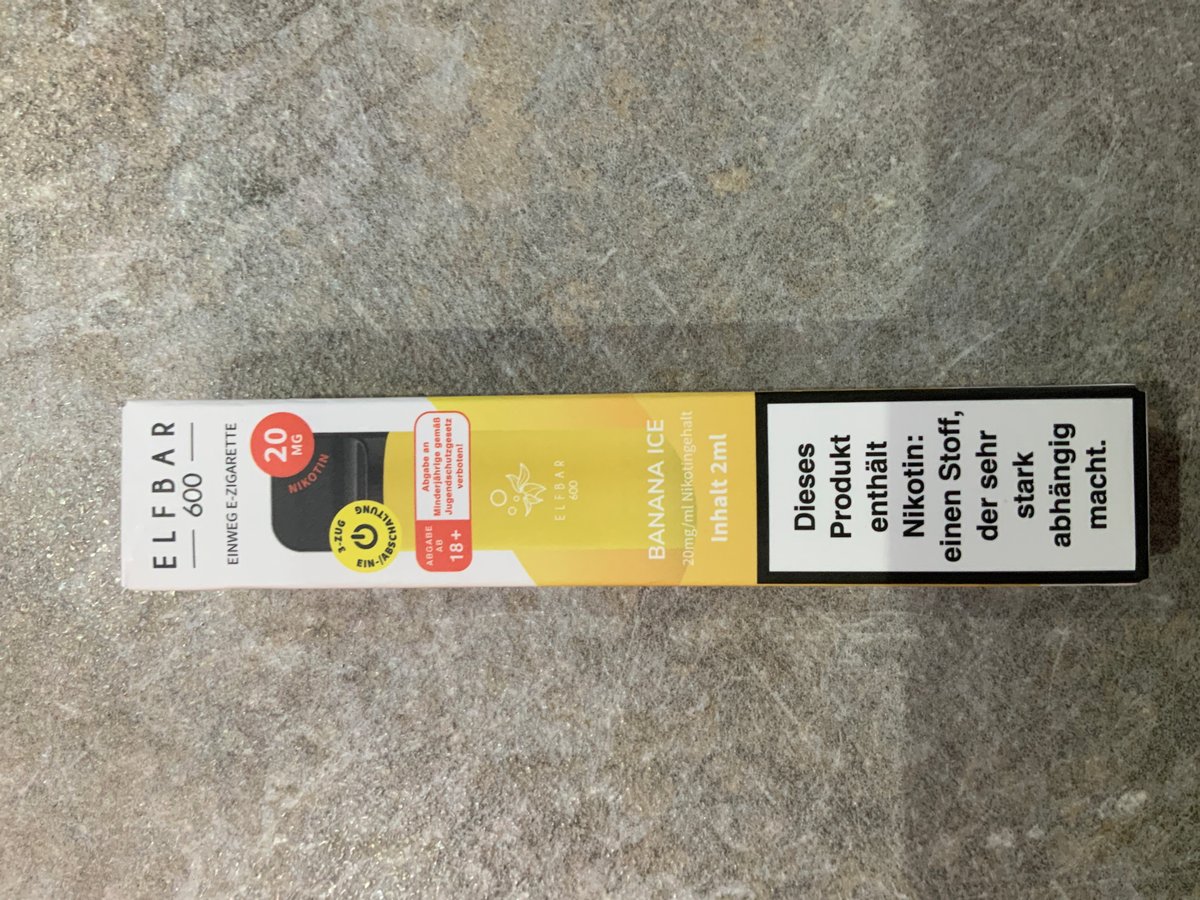 ELFBAR
600
EINWEG E-ZIGARETTE
20
MG
NIKOTIN
3-ZUG
EIN-/ABSCHALTUNG
ABGABE
AB
18+
Abgabe an
Minderjährige gemäß
Jugendschutzgesetz
verboten!
ELFBAR
600
BANANA ICE
20mg/ml Nikotingehalt
Inhalt 2ml
Dieses
Produkt
enthält
Nikotin:
einen Stoff,
der sehr
stark
abhängig
macht.